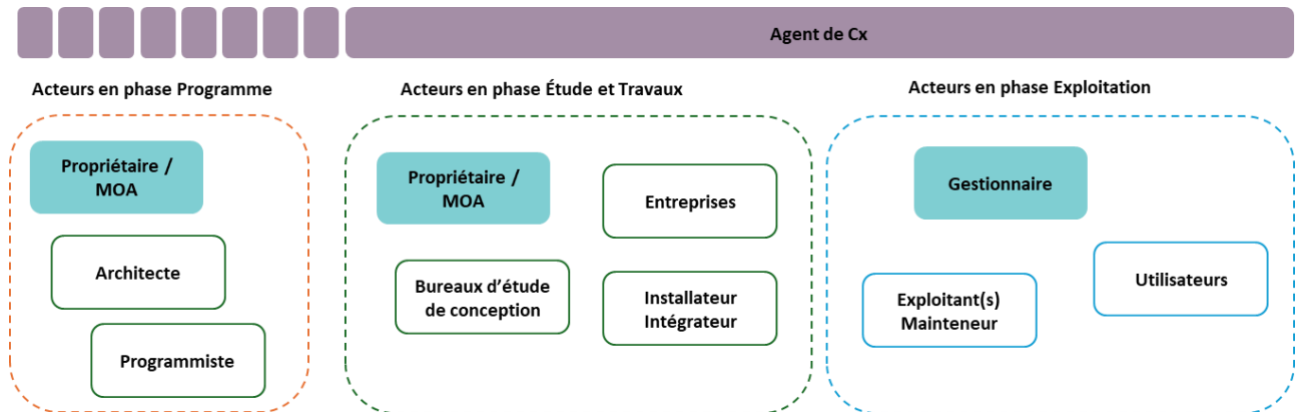 Agent de Cx
Acteurs en phase Programme
Propriétaire /
MOA
Architecte
Programmiste
Acteurs en phase Étude et Travaux
Propriétaire /
MOA
Entreprises
Bureaux d'étude
de conception
Installateur
Intégrateur
Acteurs en phase Exploitation
Gestionnaire
Utilisateurs
Exploitant(s)
Mainteneur